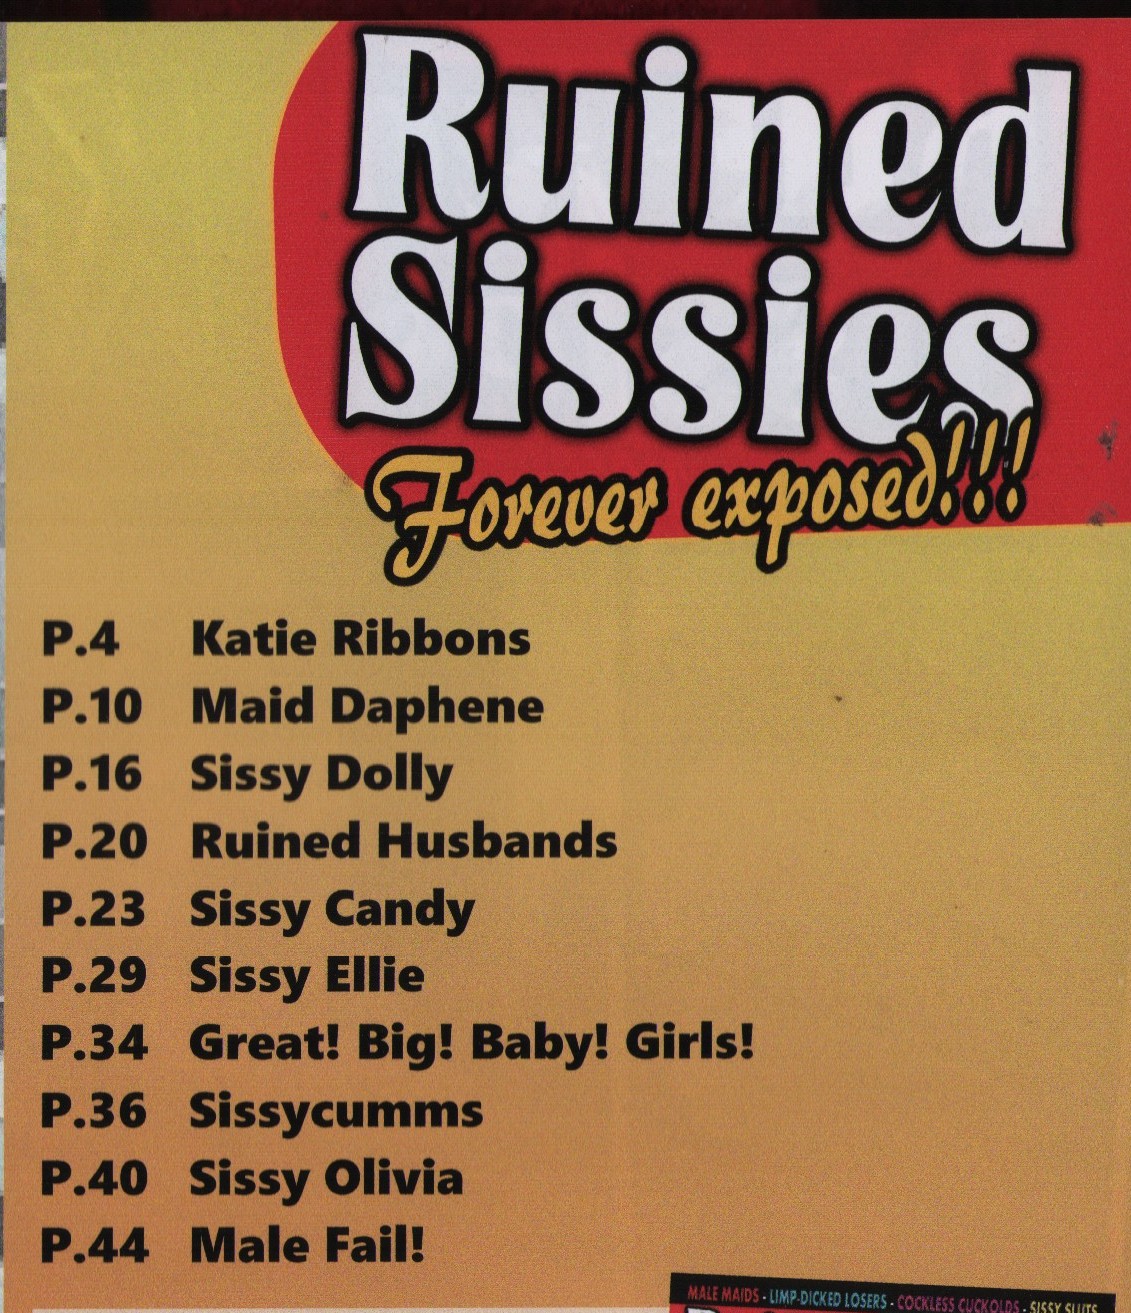 Ruined
Sissies
Forever exposed!!!
P.4 Katie Ribbons
P.10 Maid Daphene
P.16 Sissy Dolly
P.20 Ruined Husbands
P.23 Sissy Candy
P.29 Sissy Ellie
P.34 Great! Big! Baby! Girls!
P.36 Sissycumms
P.40 Sissy Olivia
P.44 Male Fail!
MALE MAIDS - LIMP-DICKED LOSERS - COCKLESS CUCKOLDS - SISSY SLUTS